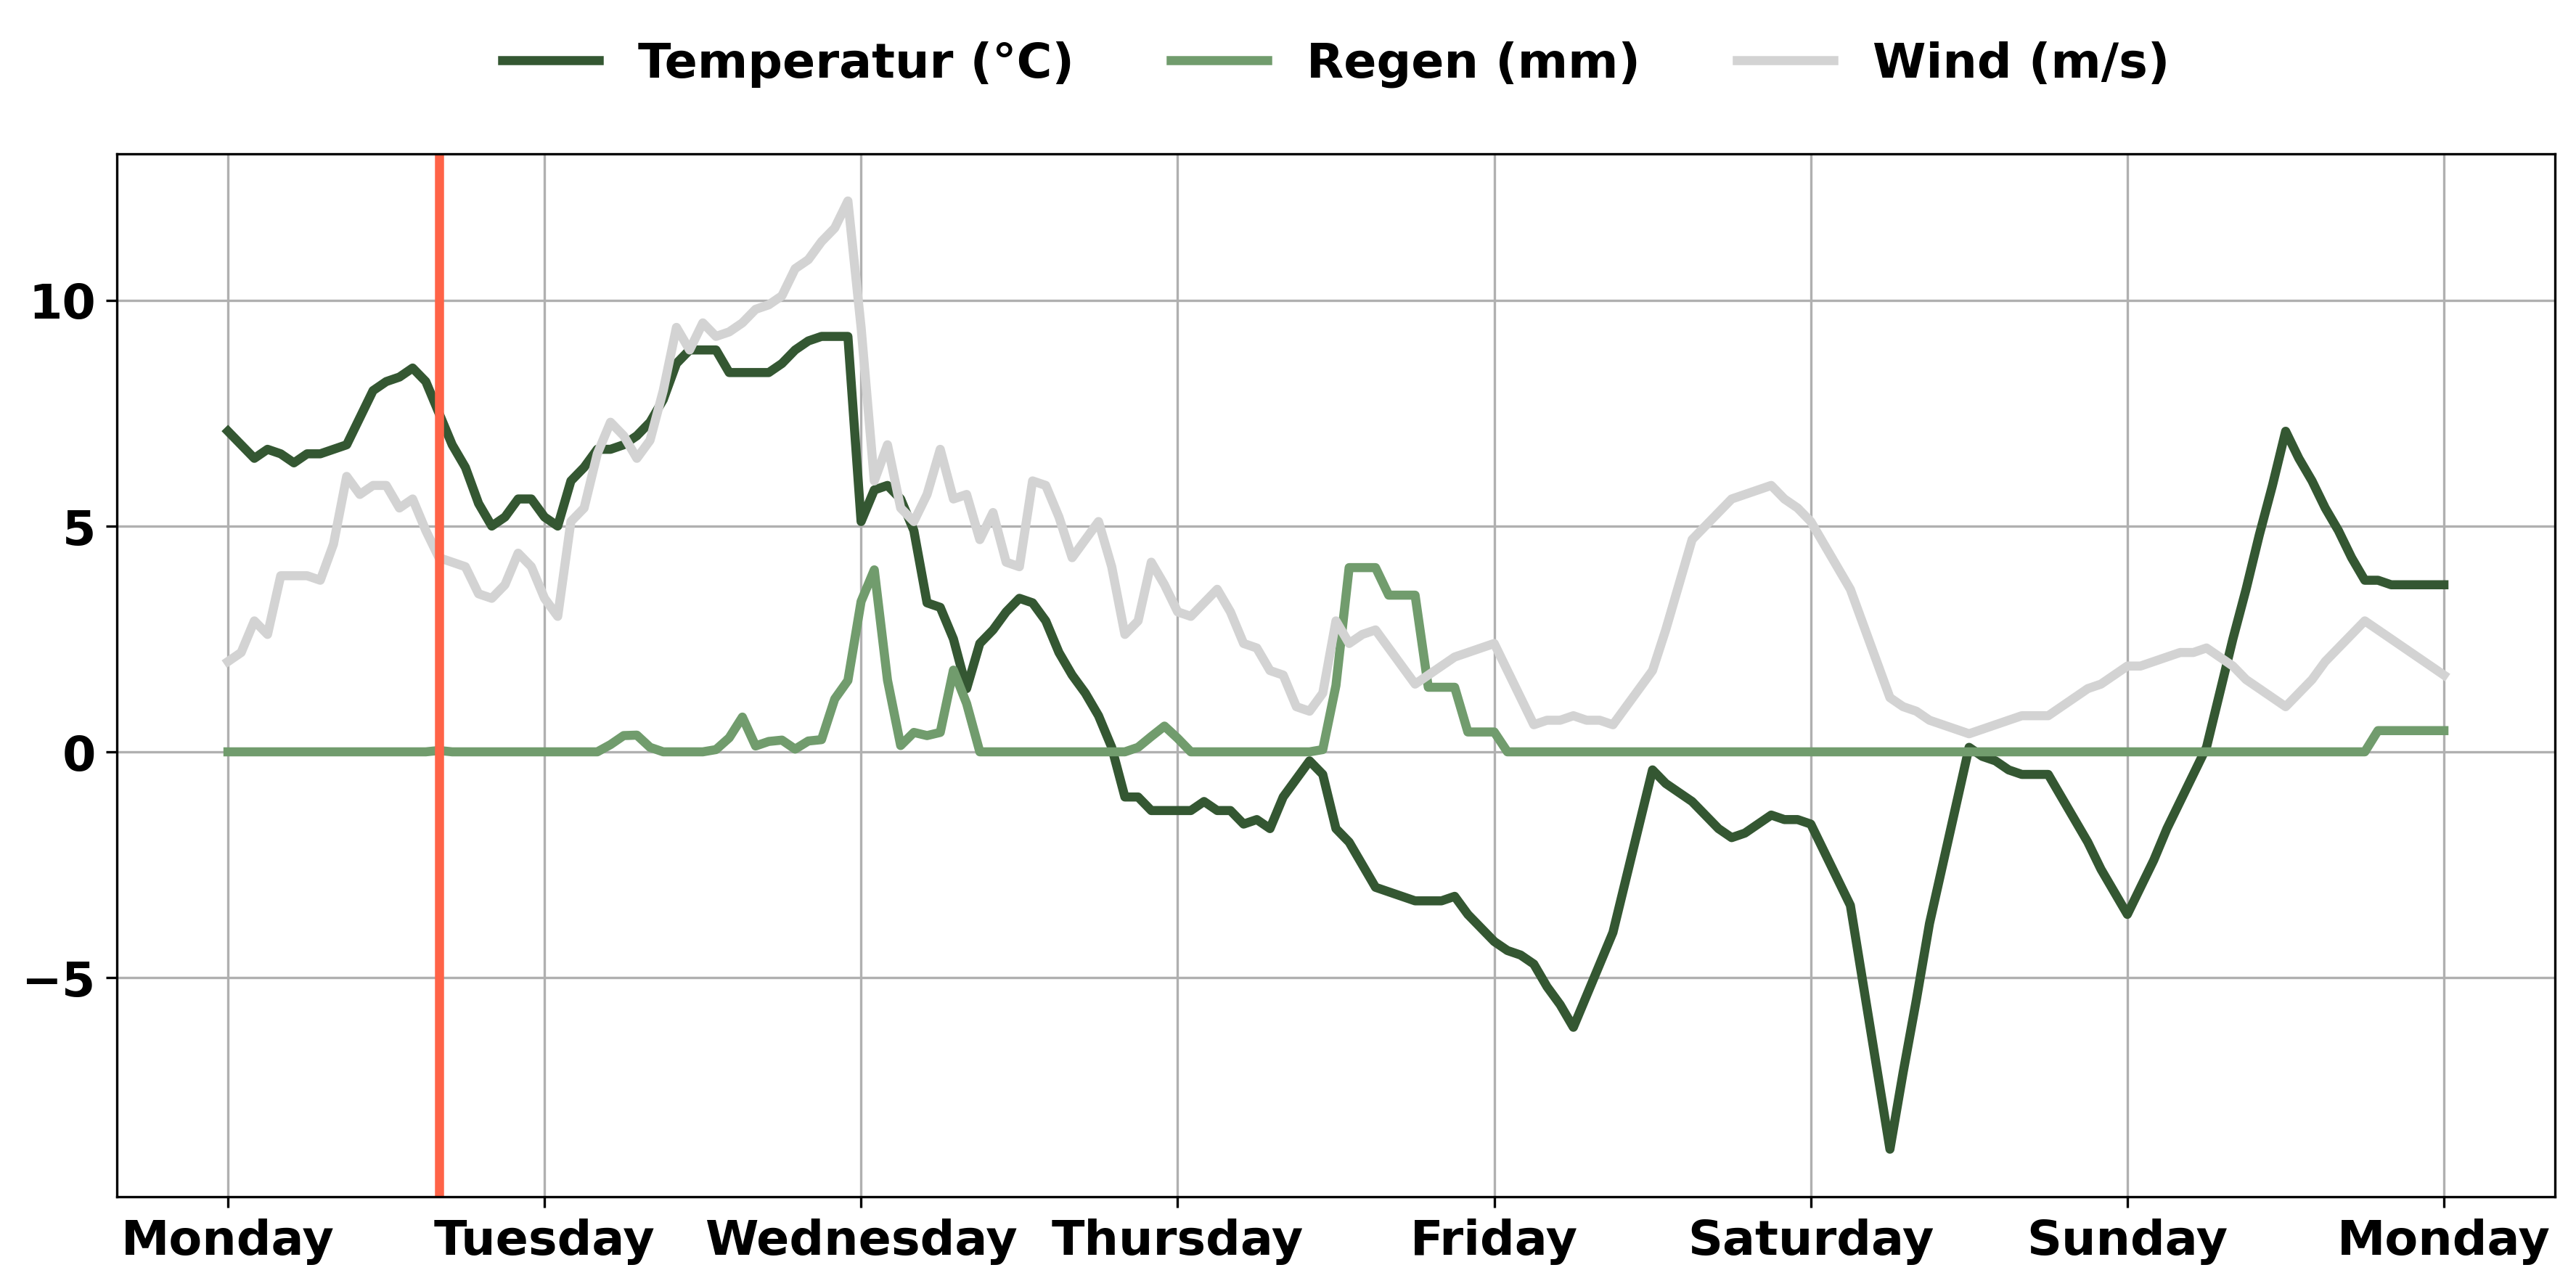 Temperatur (°C) Regen (mm) Wind (m/s)
10
5
0
−5
Monday Tuesday Wednesday Thursday Friday Saturday Sunday Monday